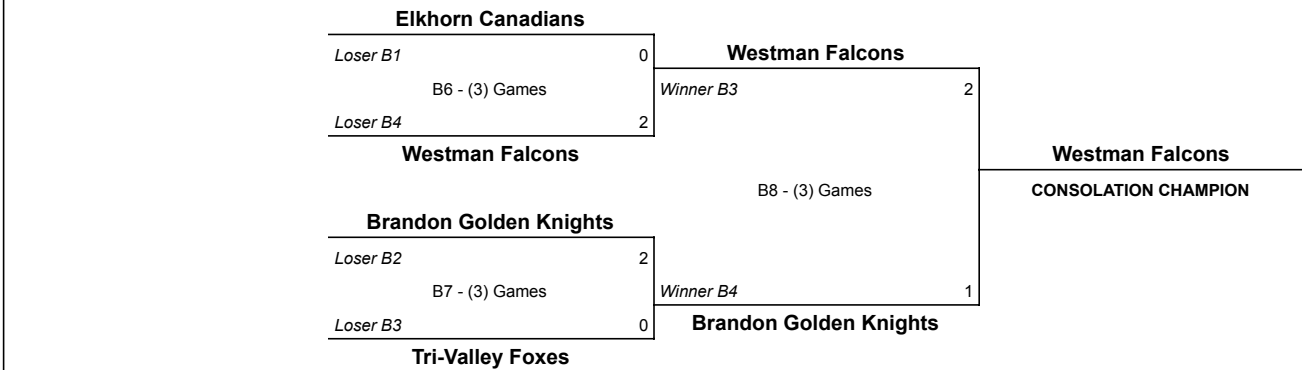 Elkhorn Canadians
Loser B1 0
Westman Falcons
B6 - (3) Games
Winner B3 2
Loser B4 2
Westman Falcons
Westman Falcons
B8 - (3) Games
CONSOLATION CHAMPION
Brandon Golden Knights
Loser B2 2
B7 - (3) Games
Winner B4 1
Loser B3 0
Brandon Golden Knights
Tri-Valley Foxes